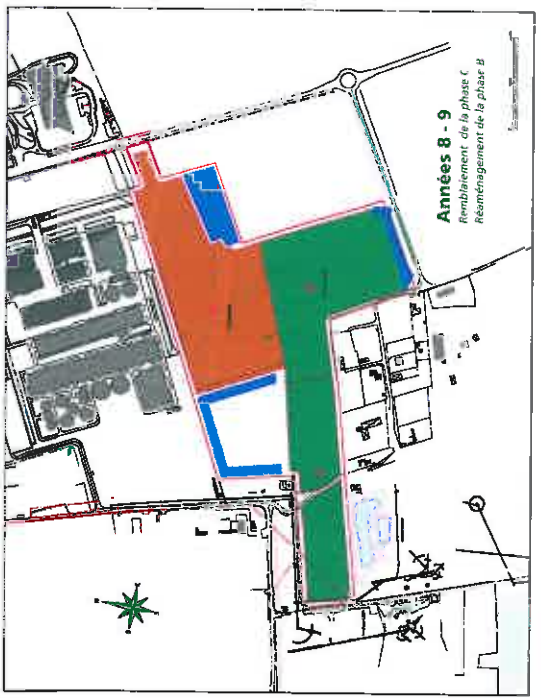 Années 8 - 9
Remblaiement de la phase C
Réaménagement de la phase B